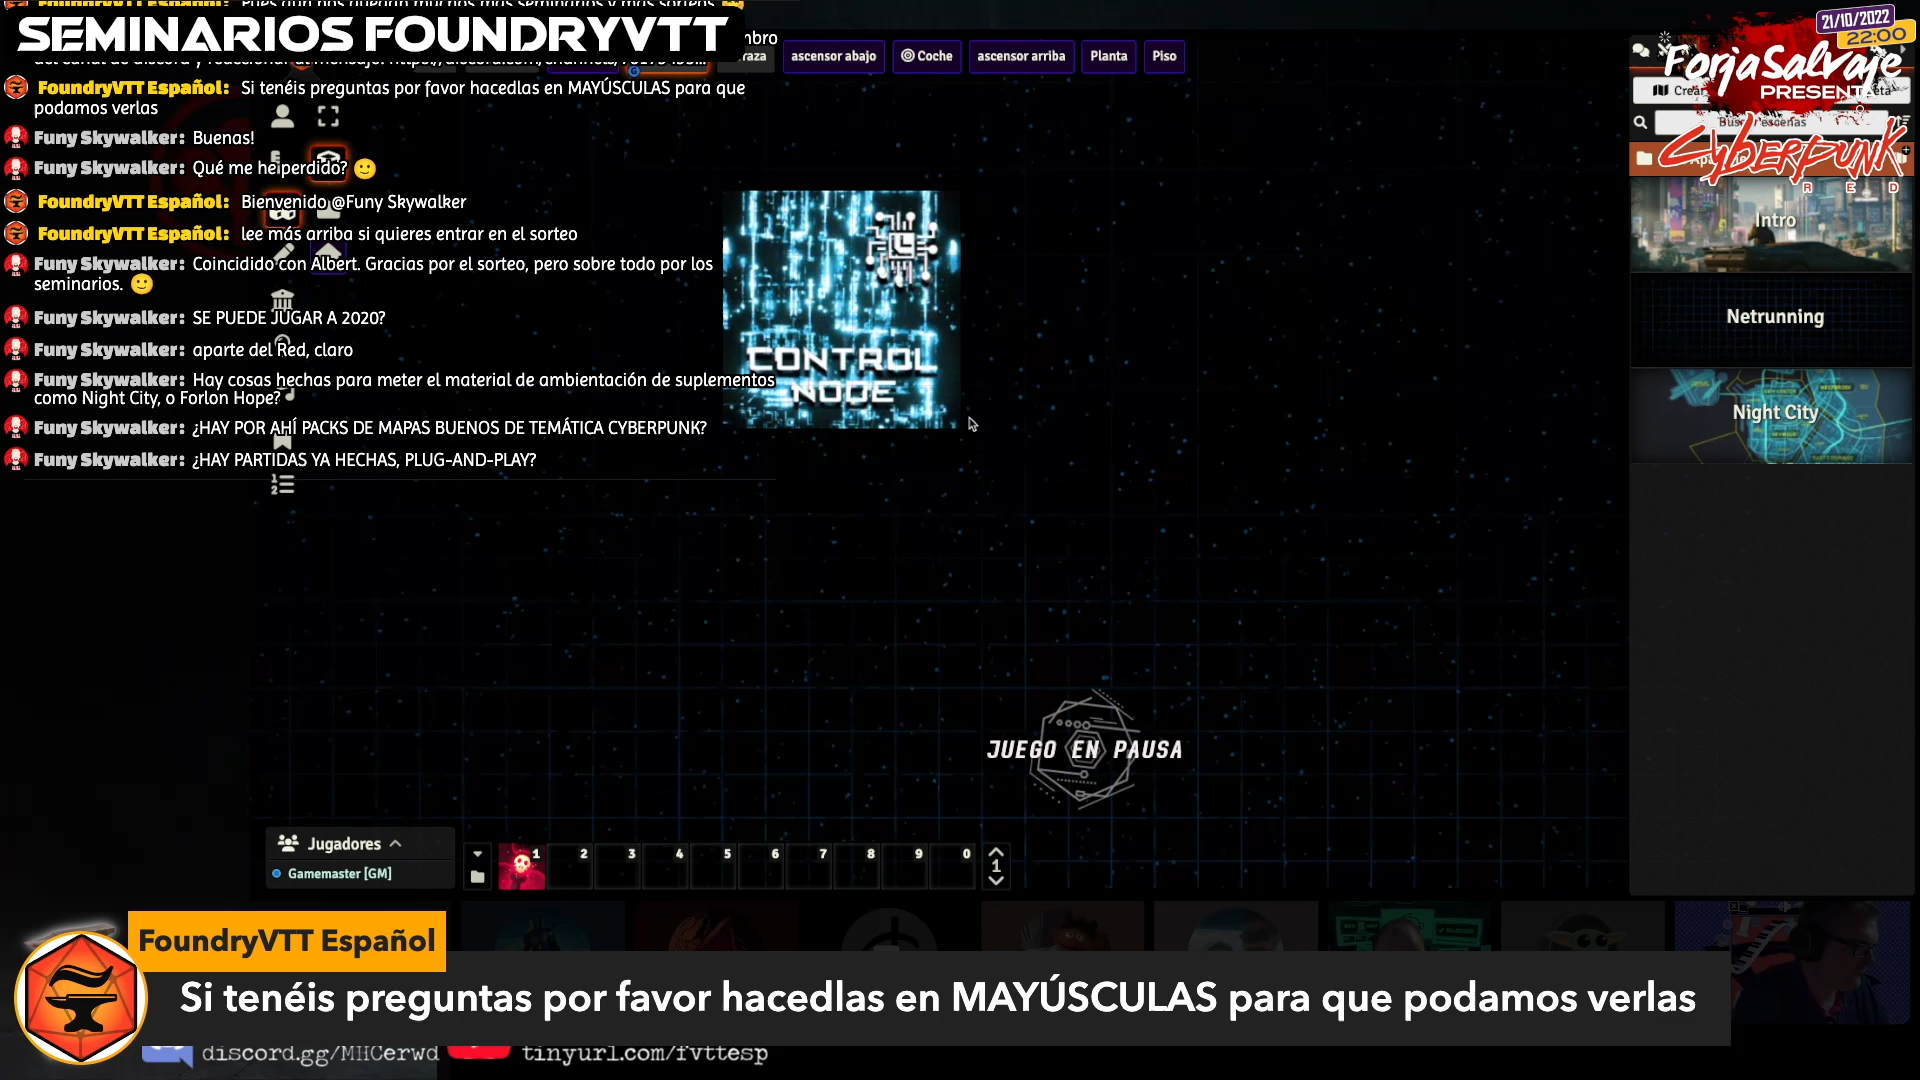 SEMINARIOS FOUNDRYVTT
21/10/2022
22:00
ForjaSalvaje
PRESENTA
CYBERPUNK
RED
ascensor abajo
Coche
ascensor arriba
Planta
Piso
FoundryVTT Español: Si tenéis preguntas por favor hacedlas en MAYÚSCULAS para que
podamos verlas
Funy Skywalker: Buenas!
Funy Skywalker: Qué me he perdido? 🙂
FoundryVTT Español: Bienvenido @Funy Skywalker
FoundryVTT Español: lee más arriba si quieres entrar en el sorteo
Funy Skywalker: Coincidido con Albert. Gracias por el sorteo, pero sobre todo por los
seminarios. 🙂
Funy Skywalker: SE PUEDE JUGAR A 2020?
Funy Skywalker: aparte del Red, claro
Funy Skywalker: Hay cosas hechas para meter el material de ambientación de suplementos
como Night City, o Forlon Hope?
Funy Skywalker: ¿HAY POR AHÍ PACKS DE MAPAS BUENOS DE TEMÁTICA CYBERPUNK?
Funy Skywalker: ¿HAY PARTIDAS YA HECHAS, PLUG-AND-PLAY?
CONTROL
NODE
Intro
Netrunning
Night City
JUEGO EN PAUSA
Jugadores
Gamemaster [GM]
1 2 3 4 5 6 7 8 9 0
1
FoundryVTT Español
Si tenéis preguntas por favor hacedlas en MAYÚSCULAS para que podamos verlas
discord.gg/MHCerwd
tinyurl.com/fvttesp